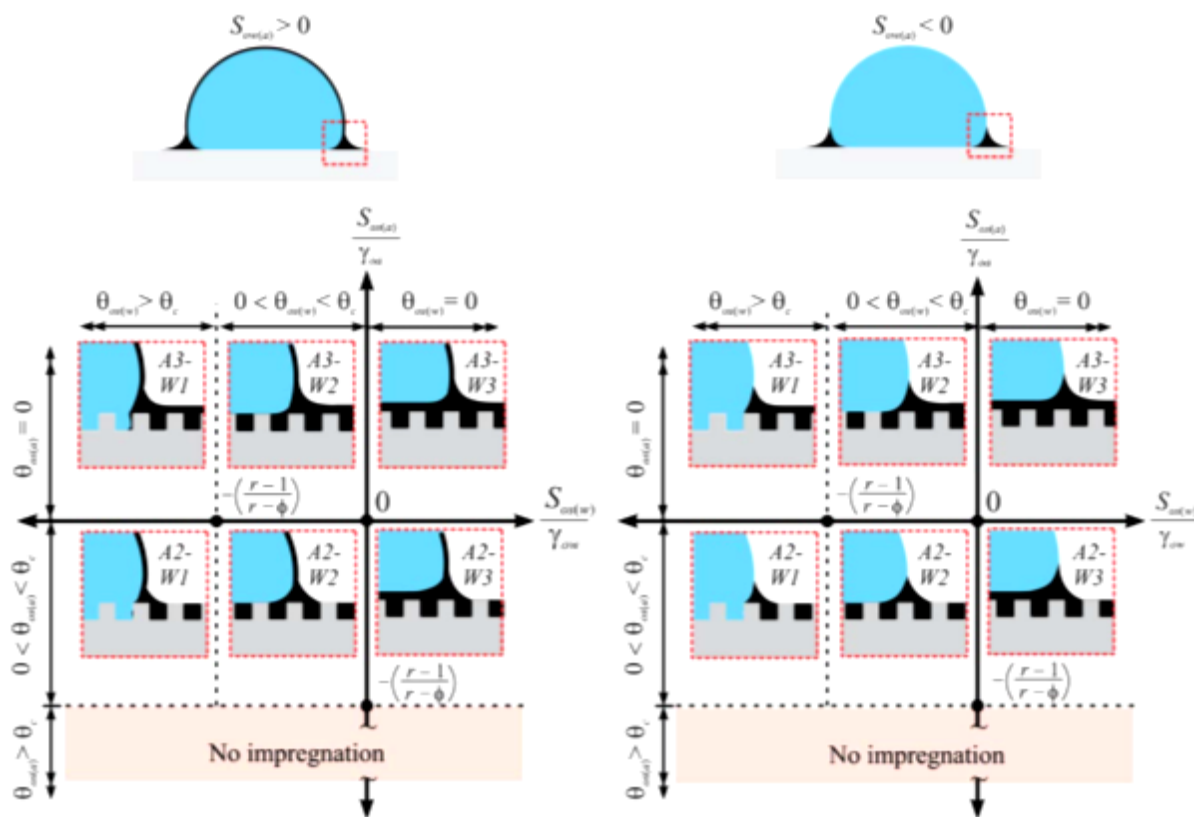 S_ow(a) > 0
S_ow(a) < 0
S_os(a)
γ_oa
S_os(a)
γ_oa
θ_os(w) > θ_c
0 < θ_os(w) < θ_c
θ_os(w) = 0
θ_os(w) > θ_c
0 < θ_os(w) < θ_c
θ_os(w) = 0
A3-
W1
A3-
W2
A3-
W3
A3-
W1
A3-
W2
A3-
W3
θ_os(a) = 0
θ_os(a) = 0
-(r – 1 / r – ϕ)
0
S_os(w)
γ_ow
-(r – 1 / r – ϕ)
0
S_os(w)
γ_ow
A2-
W1
A2-
W2
A2-
W3
A2-
W1
A2-
W2
A2-
W3
0 < θ_os(a) < θ_c
0 < θ_os(a) < θ_c
-(r – 1 / r – ϕ)
-(r – 1 / r – ϕ)
θ_os(a) > θ_c
No impregnation
θ_os(a) > θ_c
No impregnation